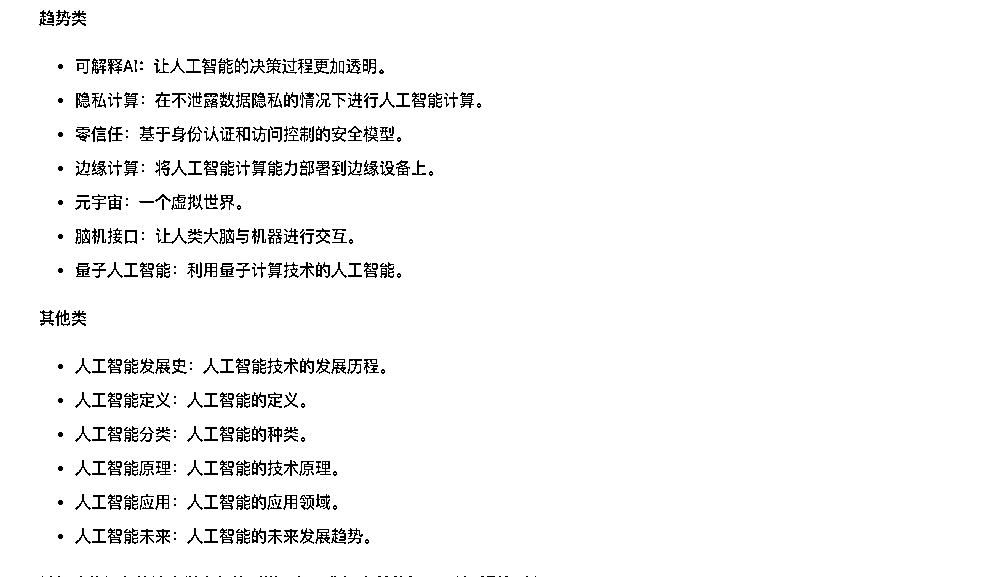 趋势类
• 可解释AI：让人工智能的决策过程更加透明。
• 隐私计算：在不泄露数据隐私的情况下进行人工智能计算。
• 零信任：基于身份认证和访问控制的安全模型。
• 边缘计算：将人工智能计算能力部署到边缘设备上。
• 元宇宙：一个虚拟世界。
• 脑机接口：让人类大脑与机器进行交互。
• 量子人工智能：利用量子计算技术的人工智能。
其他类
• 人工智能发展史：人工智能技术的发展历程。
• 人工智能定义：人工智能的定义。
• 人工智能分类：人工智能的种类。
• 人工智能原理：人工智能的技术原理。
• 人工智能应用：人工智能的应用领域。
• 人工智能未来：人工智能的未来发展趋势。